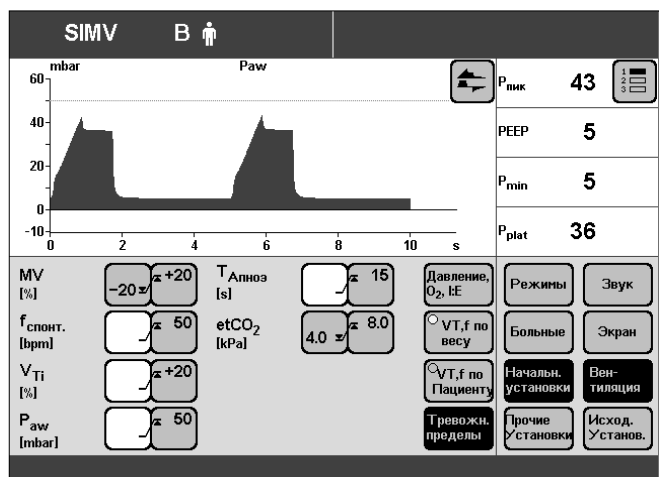 SIMV B
mbar Paw
60
40
20
0
-10
0 2 4 6 8 10 s
Pпик 43
1
2
3
PEEP 5
Pmin 5
Pplat 36
MV
[%]
-20 +20
TАпноэ
[s]
15
fспонт.
[bpm]
50
etCO2
[kPa]
4.0 8.0
VTi
[%]
+20
Paw
[mbar]
50
Давление,
O2, I:E
VT,f по
весу
VT,f по
Пациенту
Тревожн.
пределы
Режимы
Звук
Больные
Экран
Начальн.
установки
Вен-
тиляция
Прочие
Установки
Исход.
Установ.